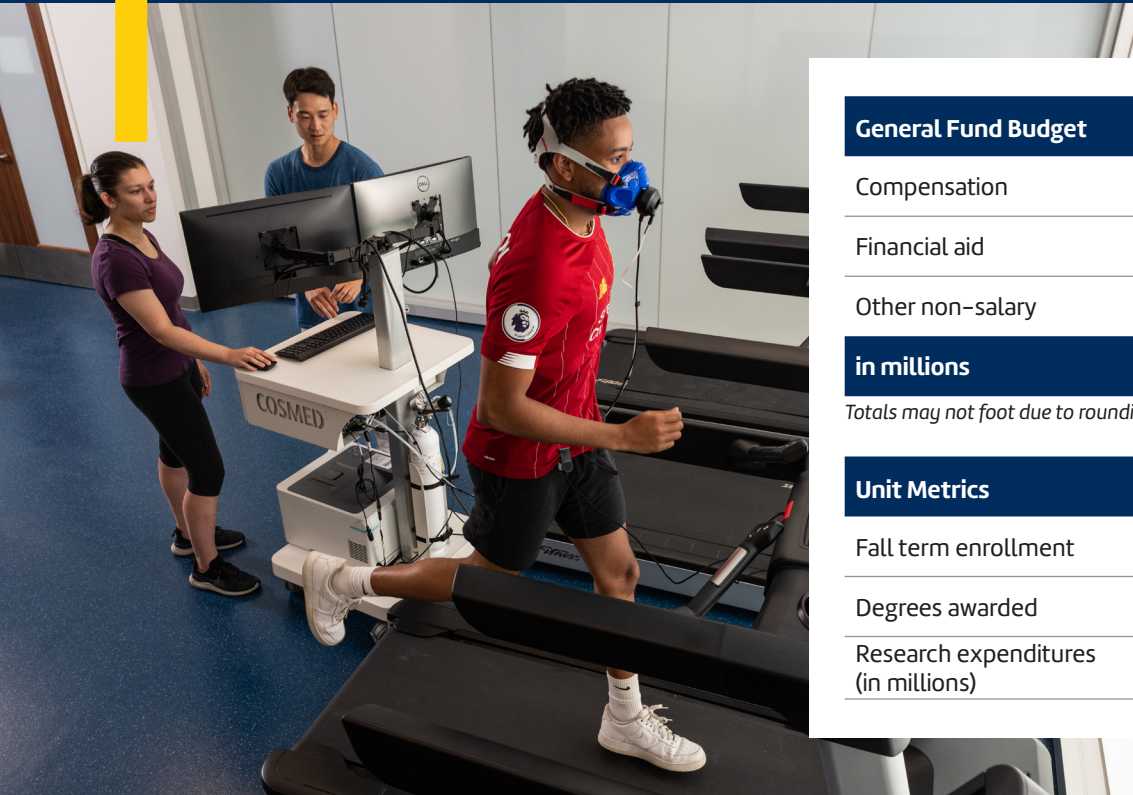 General Fund Budget
Compensation
Financial aid
Other non-salary
in millions
Totals may not foot due to roundi
Unit Metrics
Fall term enrollment
Degrees awarded
Research expenditures
(in millions)
DELL
COSMED